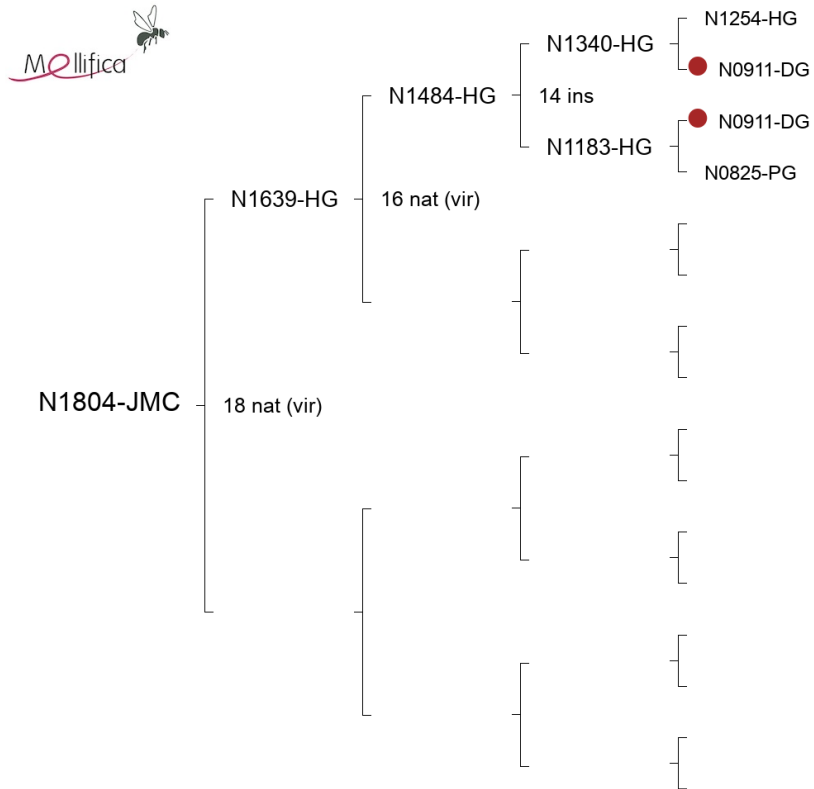 Mellifica
N1254-HG
N1340-HG
N0911-DG
N1484-HG
14 ins
N0911-DG
N1183-HG
N0825-PG
N1639-HG
16 nat (vir)
N1804-JMC
18 nat (vir)